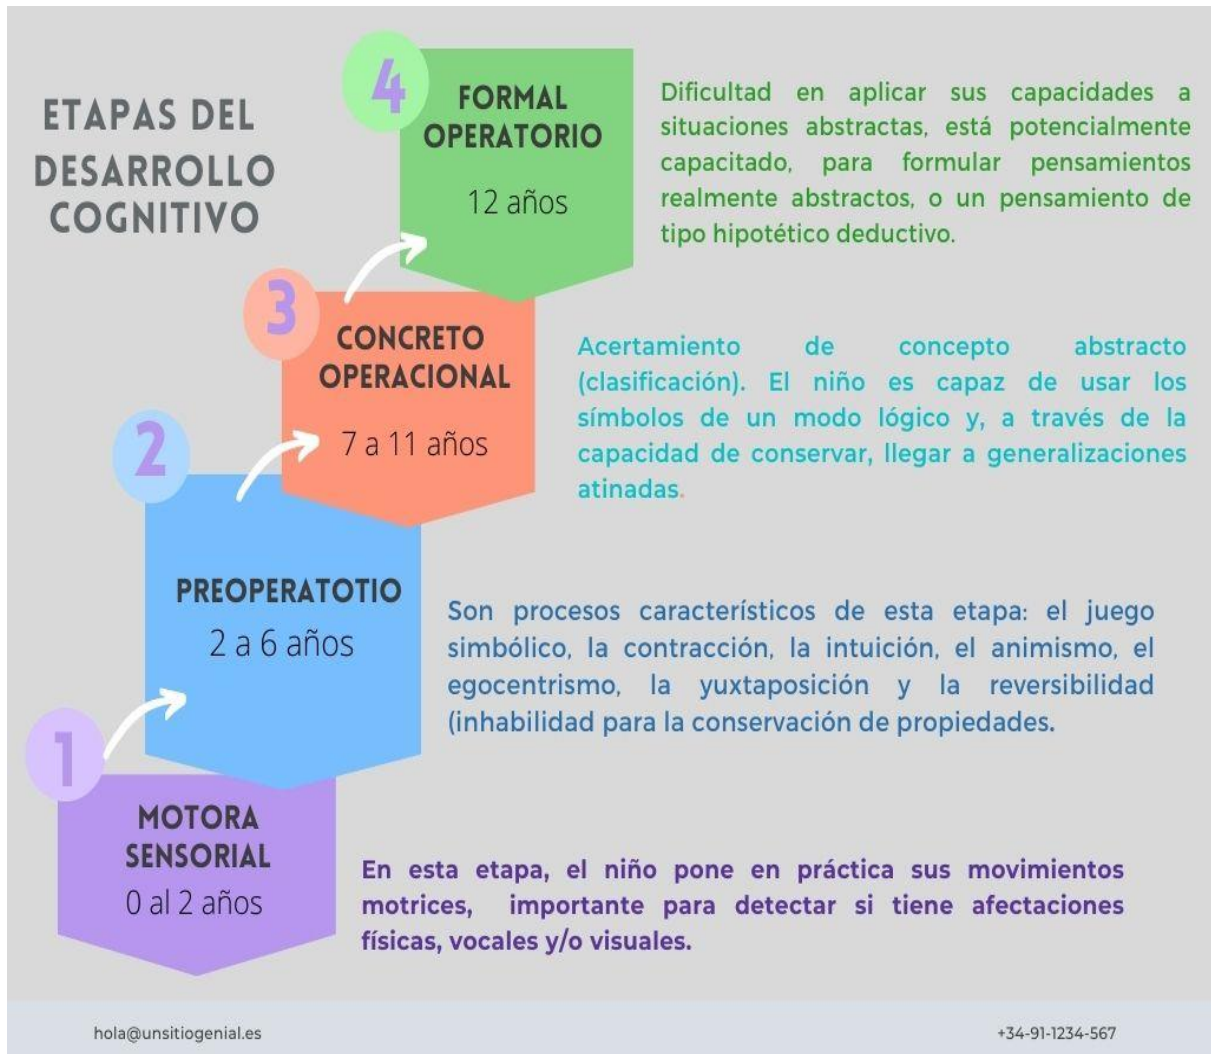 ETAPAS DEL
DESARROLLO
COGNITIVO
4
FORMAL
OPERATORIO
12 años
Dificultad en aplicar sus capacidades a
situaciones abstractas, está potencialmente
capacitado, para formular pensamientos
realmente abstractos, o un pensamiento de
tipo hipotético deductivo.
3
CONCRETO
OPERACIONAL
7 a 11 años
Acertamiento de concepto abstracto
(clasificación). El niño es capaz de usar los
símbolos de un modo lógico y, a través de la
capacidad de conservar, llegar a generalizaciones
atinadas.
2
PREOPERATOTIO
2 a 6 años
Son procesos característicos de esta etapa: el juego
simbólico, la contracción, la intuición, el animismo, el
egocentrismo, la yuxtaposición y la reversibilidad
(inhabilidad para la conservación de propiedades.
1
MOTORA
SENSORIAL
0 al 2 años
En esta etapa, el niño pone en práctica sus movimientos
motrices, importante para detectar si tiene afectaciones
físicas, vocales y/o visuales.
hola@unsitiogenial.es
+34-91-1234-567